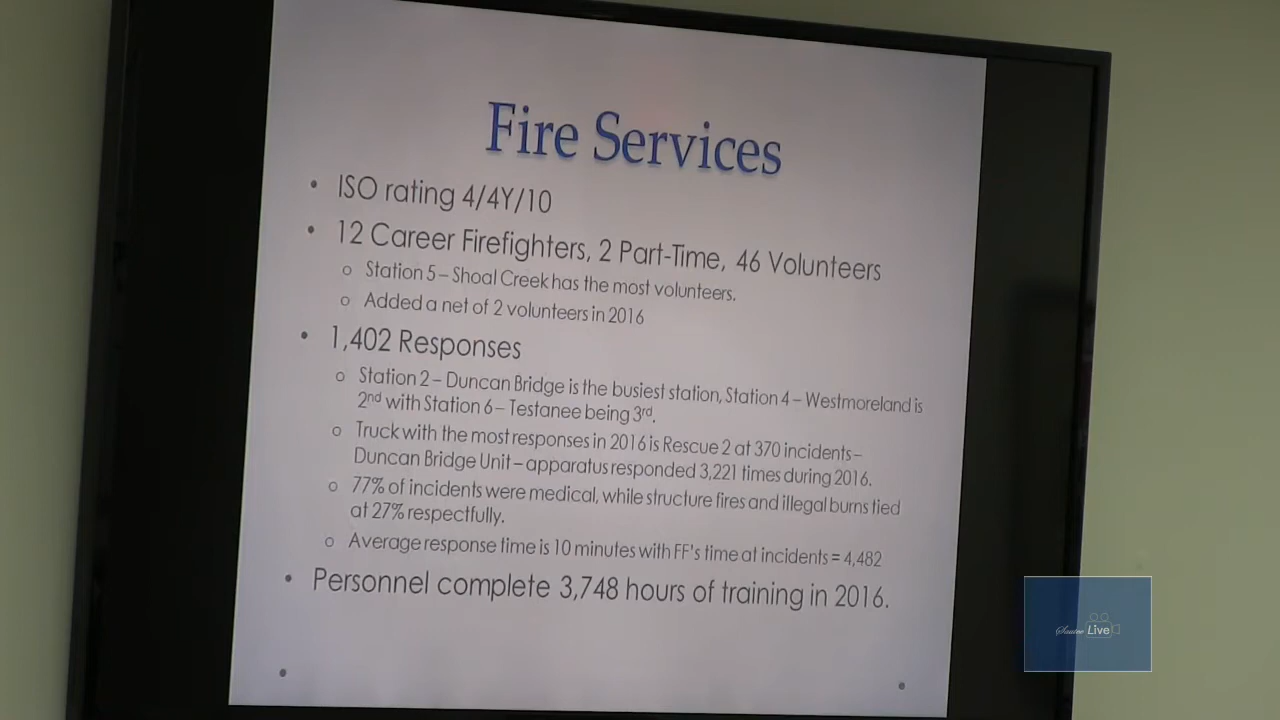 Fire Services
• ISO rating 4/4Y/10
• 12 Career Firefighters, 2 Part-Time, 46 Volunteers
o Station 5 – Shoal Creek has the most volunteers.
o Added a net of 2 volunteers in 2016
• 1,402 Responses
o Station 2 – Duncan Bridge is the busiest station, Station 4 – Westmoreland is
2nd with Station 6 – Testanee being 3rd.
o Truck with the most responses in 2016 is Rescue 2 at 370 incidents –
Duncan Bridge Unit – apparatus responded 3,221 times during 2016.
o 77% of incidents were medical, while structure fires and illegal burns tied
at 27% respectfully.
o Average response time is 10 minutes with FF's time at incidents = 4,482
• Personnel complete 3,748 hours of training in 2016.
Live